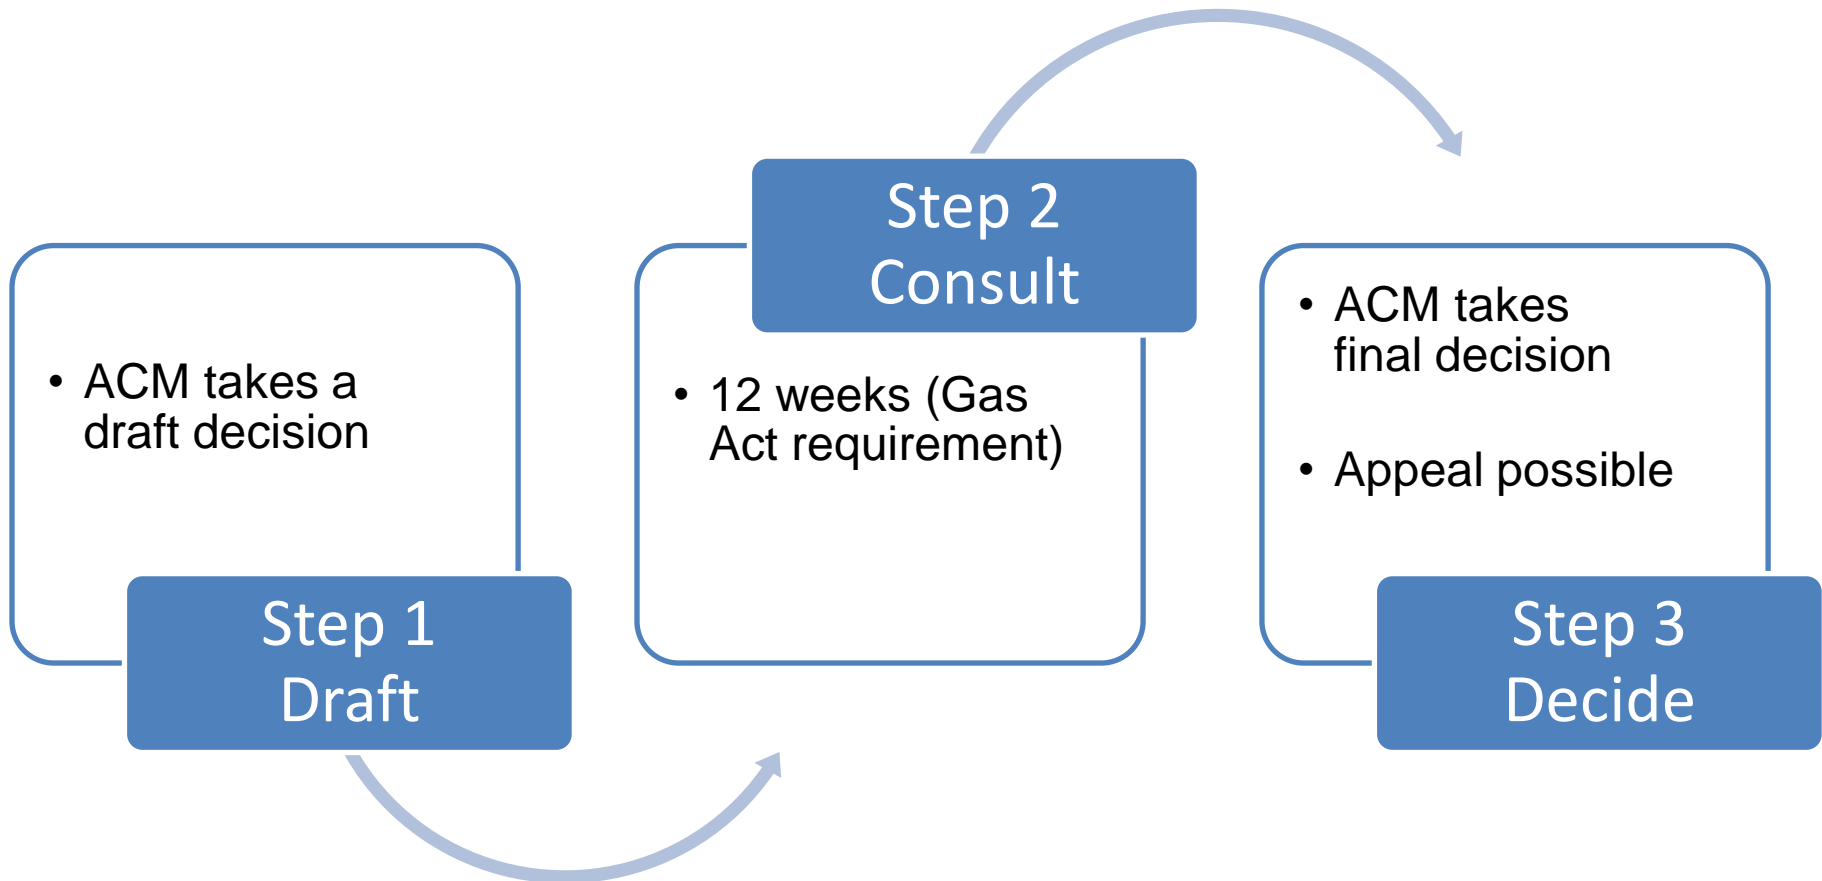 • ACM takes a
draft decision
Step 1
Draft
Step 2
Consult
• 12 weeks (Gas
Act requirement)
• ACM takes
final decision
• Appeal possible
Step 3
Decide